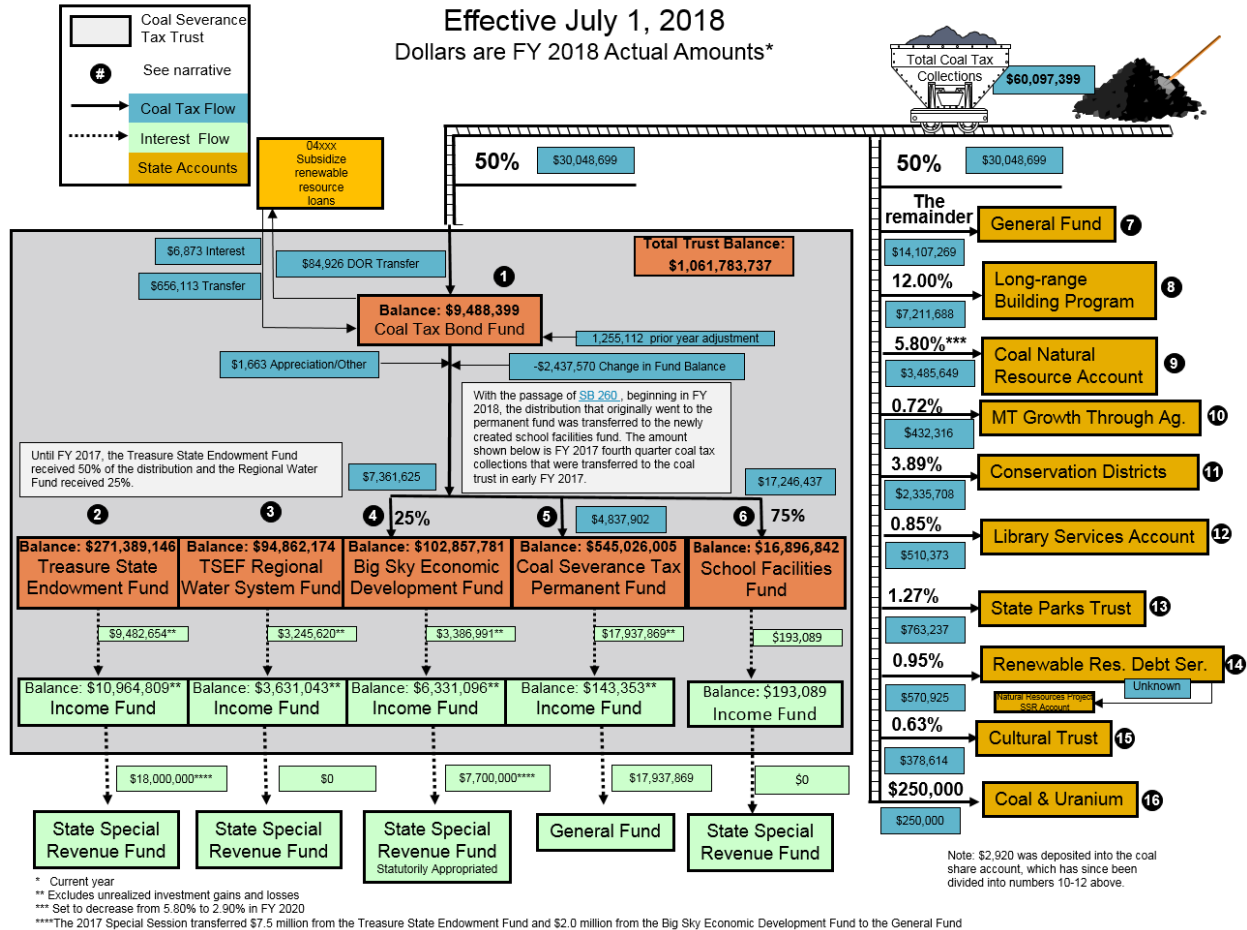 Effective July 1, 2018
Dollars are FY 2018 Actual Amounts*
Coal Severance
Tax Trust
# See narrative
Coal Tax Flow
Interest Flow
State Accounts
Total Coal Tax
Collections
$60,097,399
04xxx
Subsidize
renewable
resource
loans
50% $30,048,699
50% $30,048,699
$6,873 Interest
$84,926 DOR Transfer
$656,113 Transfer
Total Trust Balance:
$1,061,783,737
1
Balance: $9,488,399
Coal Tax Bond Fund
1,255,112 prior year adjustment
$1,663 Appreciation/Other
-$2,437,570 Change in Fund Balance
With the passage of SB 260 , beginning in FY
2018, the distribution that originally went to the
permanent fund was transferred to the newly
created school facilities fund. The amount
shown below is FY 2017 fourth quarter coal tax
collections that were transferred to the coal
trust in early FY 2017.
Until FY 2017, the Treasure State Endowment Fund
received 50% of the distribution and the Regional Water
Fund received 25%.
$7,361,625
$17,246,437
2
3
4 25%
5 $4,837,902
6 75%
Balance: $271,389,146
Treasure State
Endowment Fund
Balance: $94,862,174
TSEF Regional
Water System Fund
Balance: $102,857,781
Big Sky Economic
Development Fund
Balance: $545,026,005
Coal Severance Tax
Permanent Fund
Balance: $16,896,842
School Facilities
Fund
$9,482,654**
$3,245,620**
$3,386,991**
$17,937,869**
$193,089
Balance: $10,964,809**
Income Fund
Balance: $3,631,043**
Income Fund
Balance: $6,331,096**
Income Fund
Balance: $143,353**
Income Fund
Balance: $193,089
Income Fund
$18,000,000****
$0
$7,700,000****
$17,937,869
$0
State Special
Revenue Fund
State Special
Revenue Fund
State Special
Revenue Fund
Statutorily Appropriated
General Fund
State Special
Revenue Fund
The
remainder
General Fund 7
$14,107,269
12.00%
Long-range
Building Program 8
$7,211,688
5.80%***
Coal Natural
Resource Account 9
$3,485,649
0.72%
MT Growth Through Ag. 10
$432,316
3.89%
Conservation Districts 11
$2,335,708
0.85%
Library Services Account 12
$510,373
1.27%
State Parks Trust 13
$763,237
0.95%
Renewable Res. Debt Ser. 14
$570,925
Unknown
Natural Resources Project
SSR Account
0.63%
Cultural Trust 15
$378,614
$250,000
Coal & Uranium 16
$250,000
Note: $2,920 was deposited into the coal
share account, which has since been
divided into numbers 10-12 above.
* Current year
** Excludes unrealized investment gains and losses
*** Set to decrease from 5.80% to 2.90% in FY 2020
****The 2017 Special Session transferred $7.5 million from the Treasure State Endowment Fund and $2.0 million from the Big Sky Economic Development Fund to the General Fund